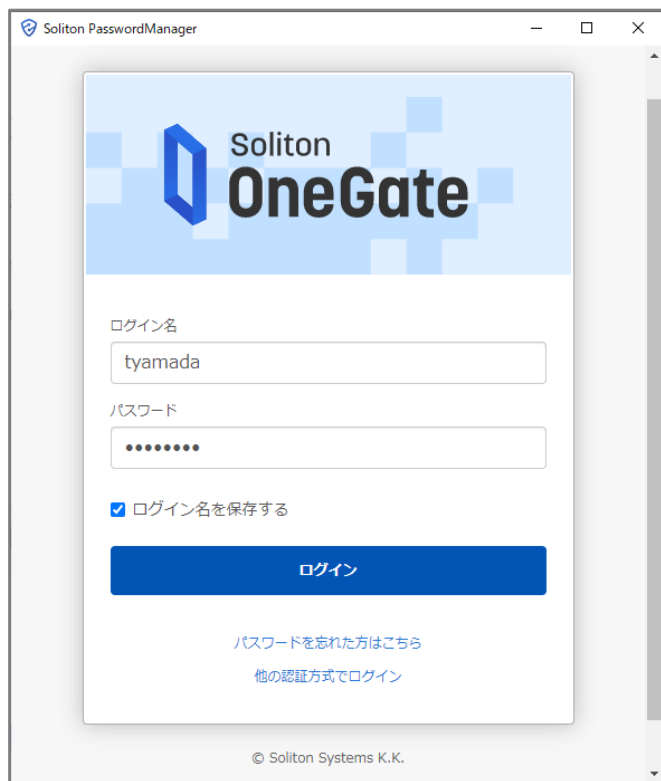 Soliton PasswordManager
Soliton
OneGate
ログイン名
tyamada
パスワード
••••••••
ログイン名を保存する
ログイン
パスワードを忘れた方はこちら
他の認証方式でログイン
© Soliton Systems K.K.